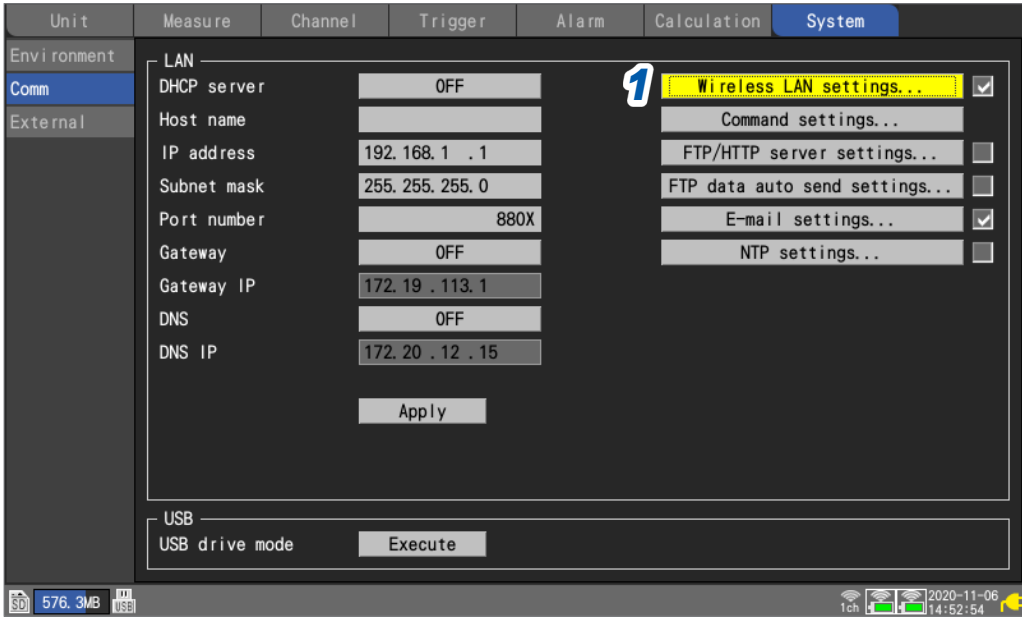 Unit Measure Channel Trigger Alarm Calculation System
Environment
Comm
External
LAN
DHCP server OFF
1 Wireless LAN settings...
Host name
Command settings...
IP address 192.168.1 .1
FTP/HTTP server settings...
Subnet mask 255.255.255.0
FTP data auto send settings...
Port number 880X
E-mail settings...
Gateway OFF
NTP settings...
Gateway IP 172.19 .113.1
DNS OFF
DNS IP 172.20 .12 .15
Apply
USB
USB drive mode Execute
SD 576.3MB USB
1ch
2020-11-06
14:52:54